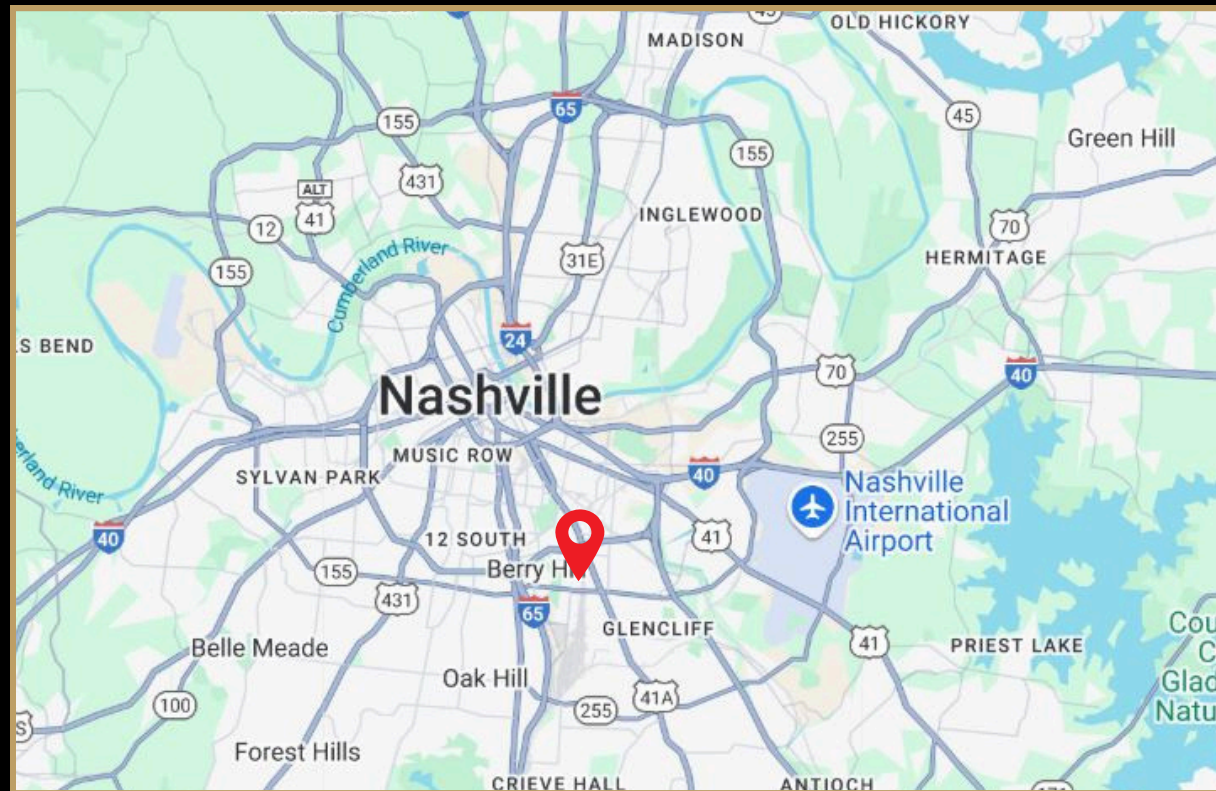 45
OLD HICKORY
MADISON
65
155
45
Green Hill
155
431
ALT
41
INGLEWOOD
70
12
Cumberland River
31E
HERMITAGE
155
24
S BEND
70
40
Nashville
255
MUSIC ROW
SYLVAN PARK
40
Nashville
International
Airport
River
40
12 SOUTH
41
Berry H
155
431
65
GLENCLIFF
41
PRIEST LAKE
Belle Meade
Oak Hill
41A
255
100
Forest Hills
CRIEVE HALL
ANTIOCH